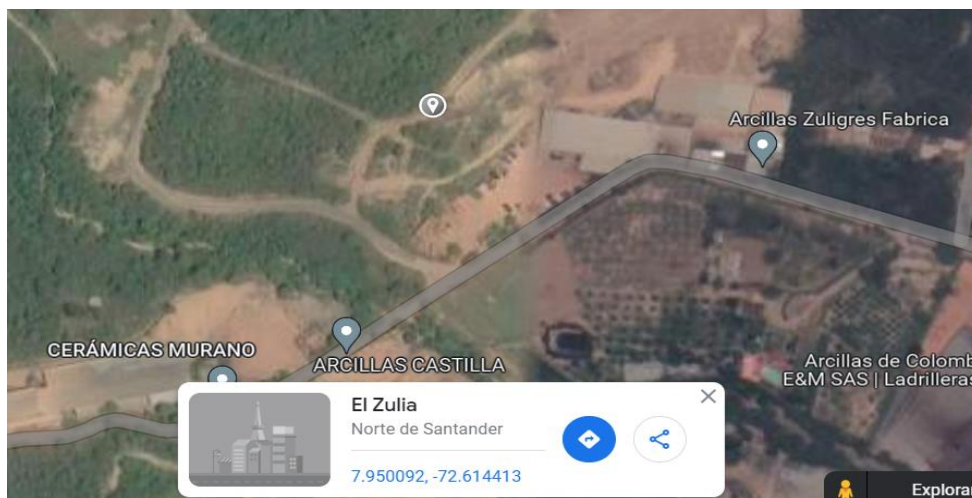 Arcillas Zuligres Fabrica
CERÁMICAS MURANO
ARCILLAS CASTILLA
Arcillas de Colomb
E&M SAS | Ladrilleras
El Zulia
Norte de Santander
7.950092, -72.614413
Explorar